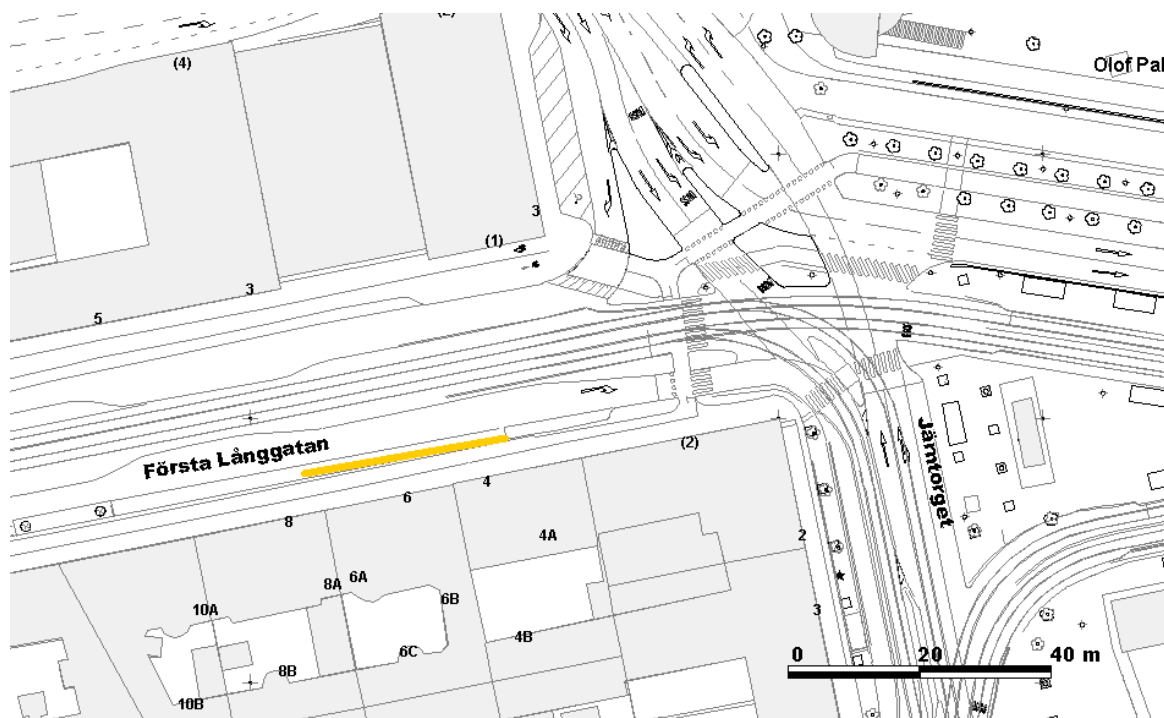 (2)
(4)
Olof Pal
3
(1)
3
5
Första Långgatan
Järntorget
(2)
4
6
8
4A
2
8A
6A
6B
10A
3
4B
6C
8B
10B
0 20 40 m